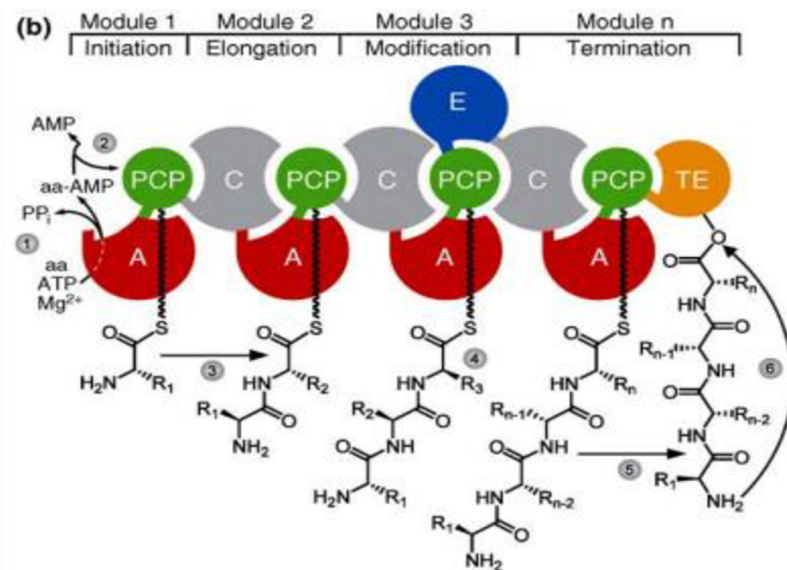 (b)
Module 1 Module 2 Module 3 Module n
Initiation Elongation Modification Termination
E
AMP
2
PCP C PCP C PCP C PCP TE
aa-AMP
PPi
1
A A A A
aa
ATP
Mg2+
O S O S O S O S O O
H2N R1
3
HN R2
R1 O
NH2
4
HN R3
R2 O
NH
O
H2N R1
HN Rn
Rn-1 O
NH
O
HN Rn-2
R1 O
NH2
5
Rn
HN O
Rn-1 NH
O
Rn-2
HN O
R1 NH2
6